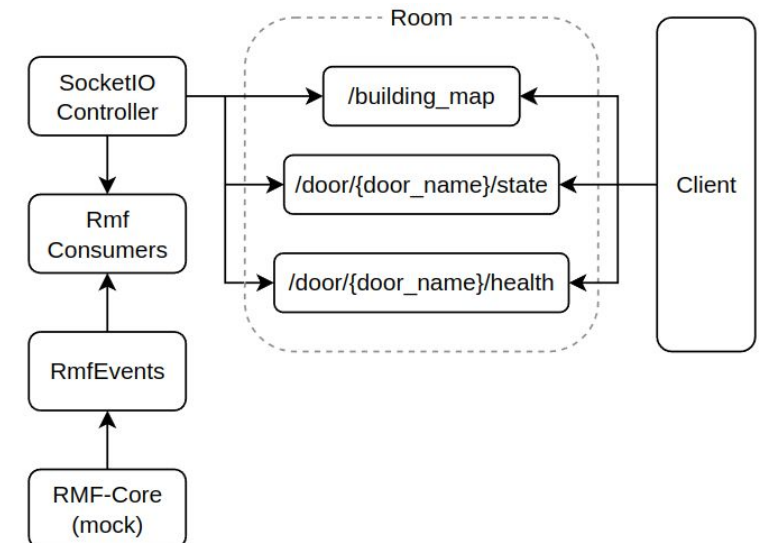 Room
SocketIO
Controller
/building_map
/door/{door_name}/state
Client
Rmf
Consumers
/door/{door_name}/health
RmfEvents
RMF-Core
(mock)